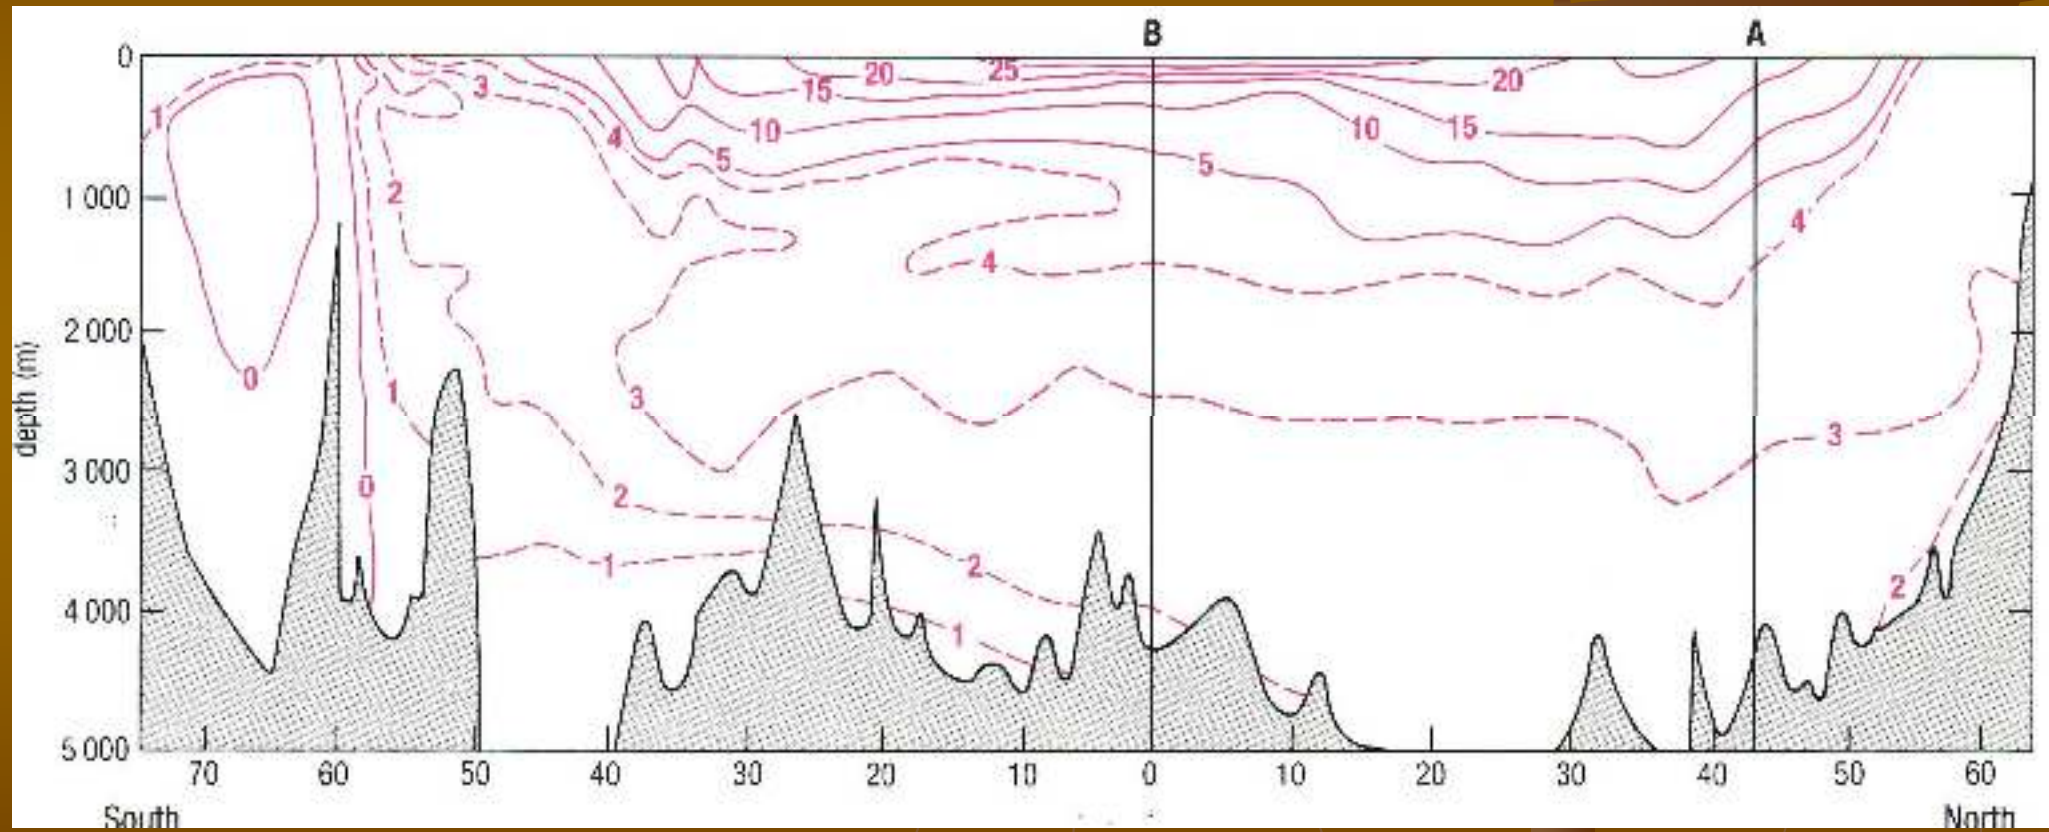 B A
0
3 20 25 15 20
1 4 10 10 15
5 5
1 000 2 4
4
2 000
0 1 3 3
depth (m)
3 000 0 2
1 2 2
4 000 1
5 000
70 60 50 40 30 20 10 0 10 20 30 40 50 60
South North